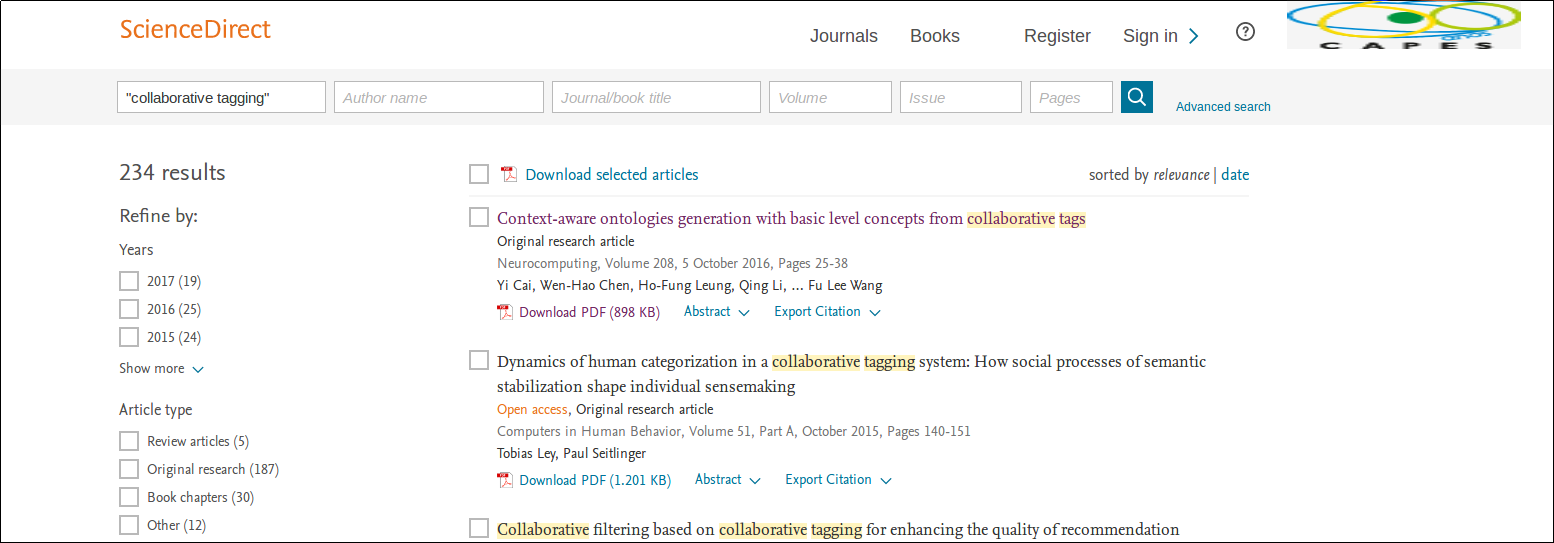 ScienceDirect
Journals Books Register Sign in ?
CAPES
"collaborative tagging" Author name Journal/book title Volume Issue Pages Advanced search
234 results
Refine by:
Years
2017 (19)
2016 (25)
2015 (24)
Show more
Article type
Review articles (5)
Original research (187)
Book chapters (30)
Other (12)
Download selected articles sorted by relevance | date
Context-aware ontologies generation with basic level concepts from collaborative tags
Original research article
Neurocomputing, Volume 208, 5 October 2016, Pages 25-38
Yi Cai, Wen-Hao Chen, Ho-Fung Leung, Qing Li, ... Fu Lee Wang
Download PDF (898 KB) Abstract Export Citation
Dynamics of human categorization in a collaborative tagging system: How social processes of semantic
stabilization shape individual sensemaking
Open access, Original research article
Computers in Human Behavior, Volume 51, Part A, October 2015, Pages 140-151
Tobias Ley, Paul Seitlinger
Download PDF (1.201 KB) Abstract Export Citation
Collaborative filtering based on collaborative tagging for enhancing the quality of recommendation